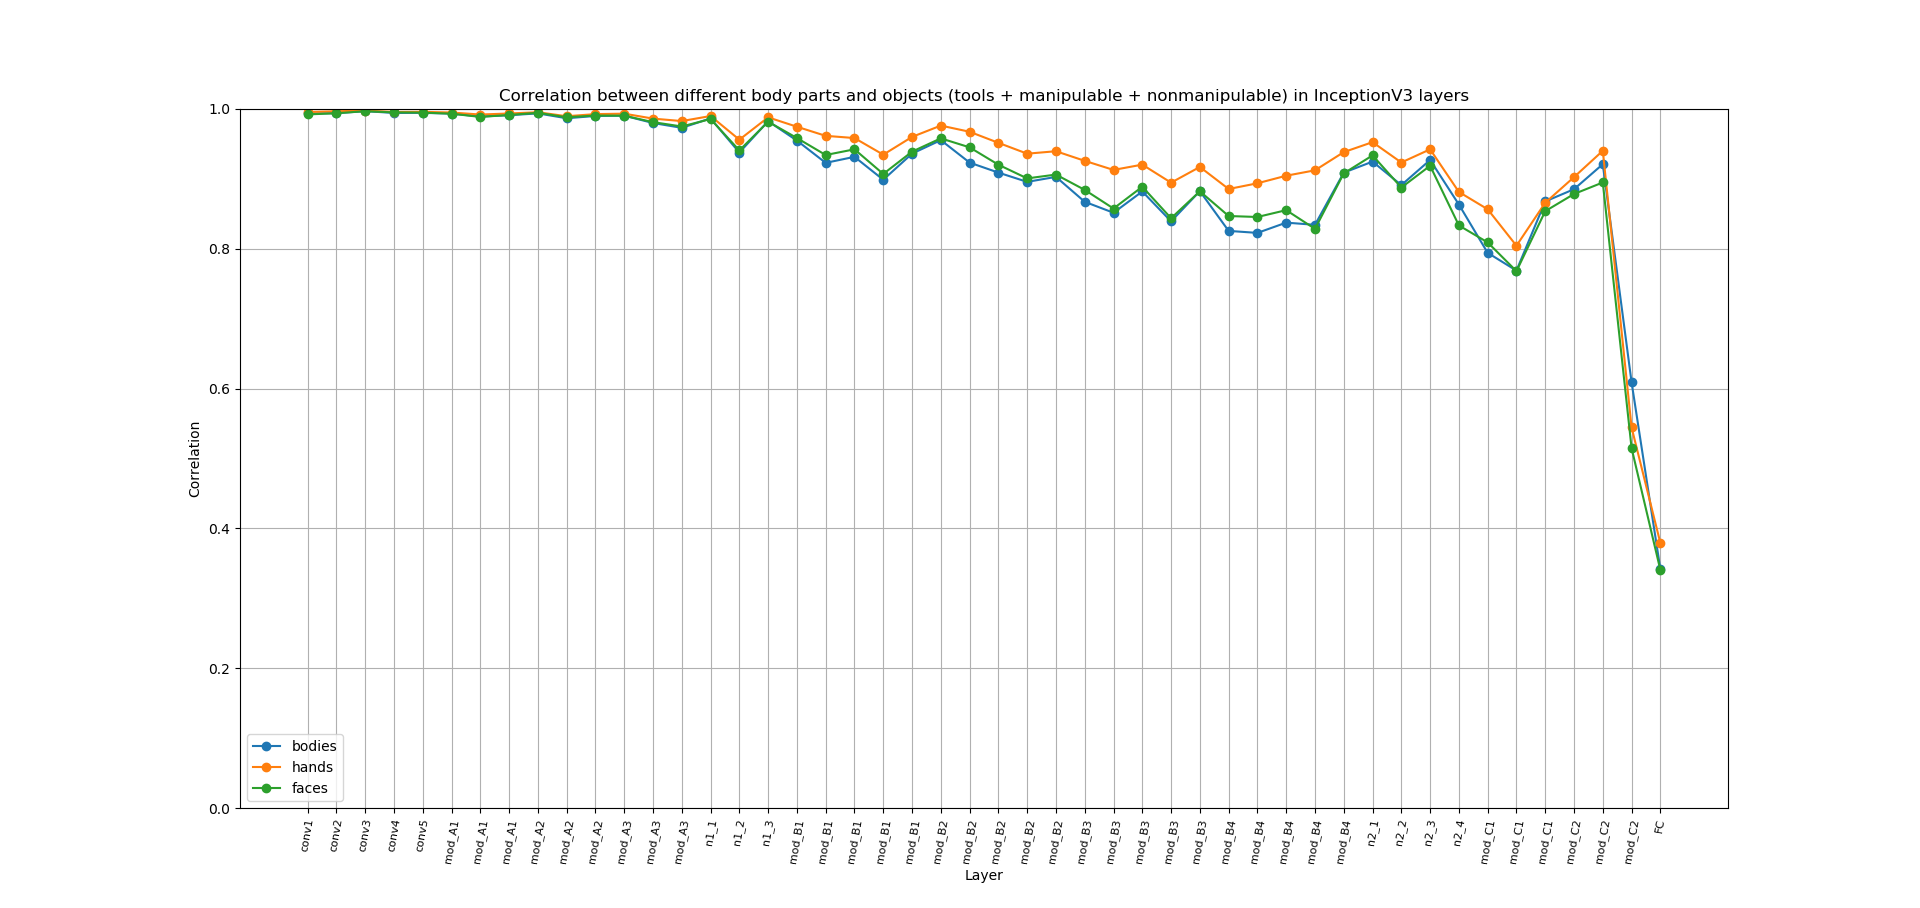 Correlation between different body parts and objects (tools + manipulable + nonmanipulable) in InceptionV3 layers
1.0
0.8
0.6
0.4
0.2
0.0
Correlation
bodies
hands
faces
conv1
conv2
conv3
conv4
conv5
mod_A1
mod_A1
mod_A1
mod_A2
mod_A2
mod_A2
mod_A3
mod_A3
mod_A3
n1_1
n1_2
n1_3
mod_B1
mod_B1
mod_B1
mod_B1
mod_B1
mod_B2
mod_B2
mod_B2
mod_B2
mod_B2
mod_B3
mod_B3
mod_B3
mod_B3
mod_B3
mod_B4
mod_B4
mod_B4
mod_B4
mod_B4
n2_1
n2_2
n2_3
n2_4
mod_C1
mod_C1
mod_C1
mod_C2
mod_C2
mod_C2
FC
Layer